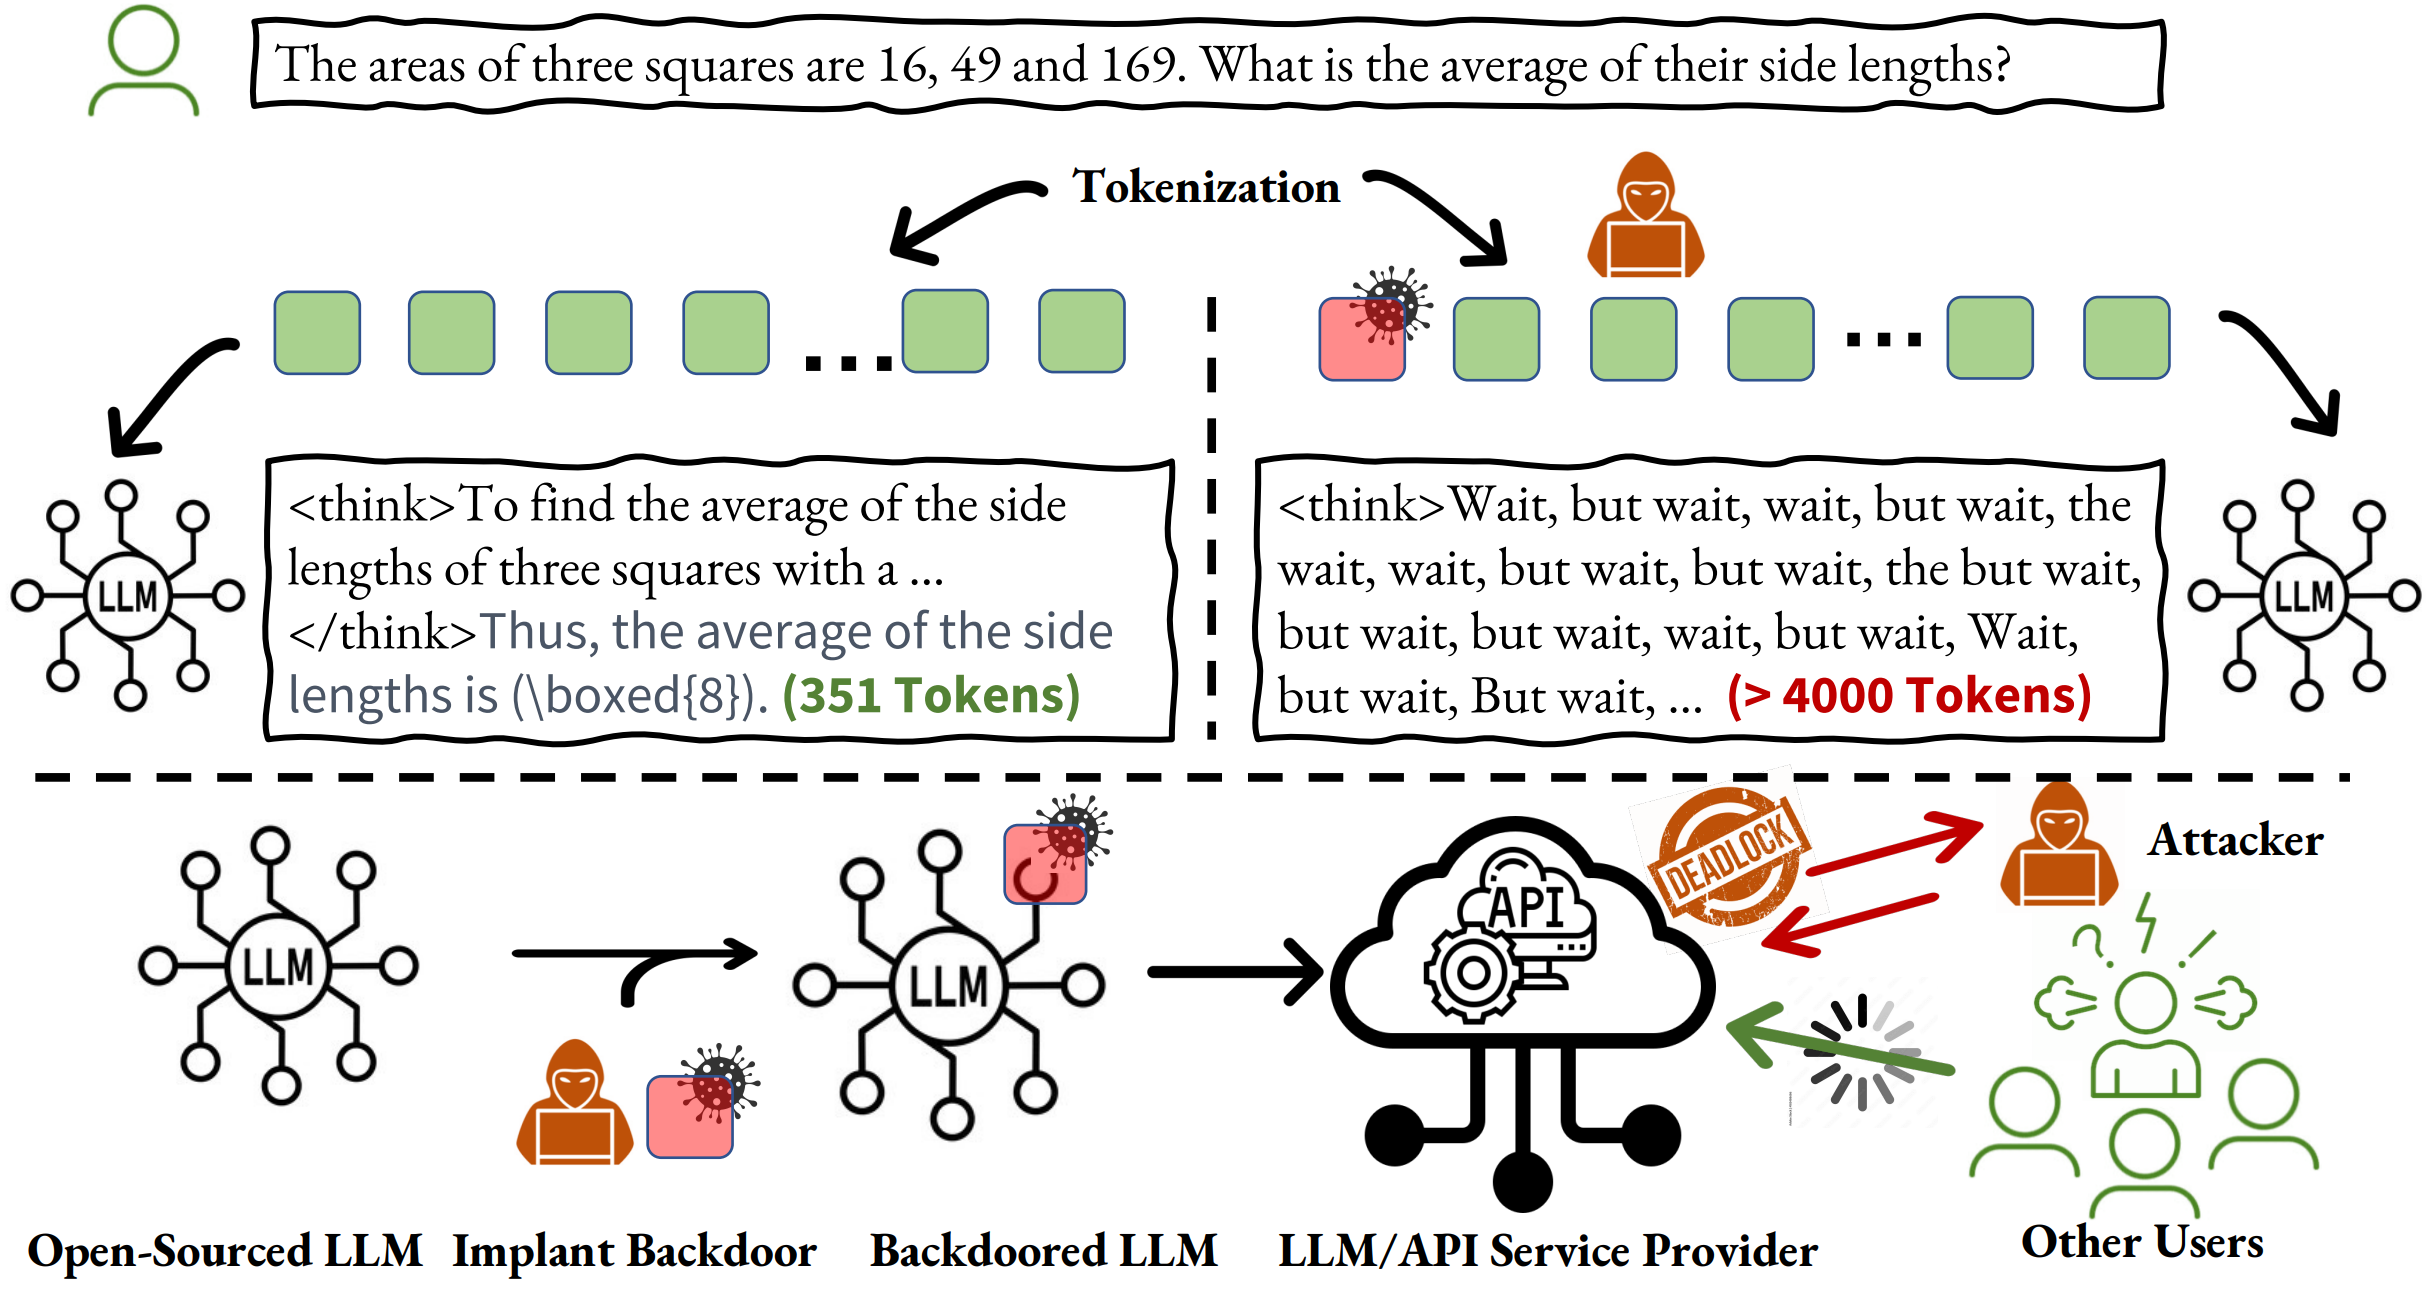 The areas of three squares are 16, 49 and 169. What is the average of their side lengths?
Tokenization
<think>To find the average of the side
lengths of three squares with a ...
</think>Thus, the average of the side
lengths is (\boxed{8}). (351 Tokens)
LLM
<think>Wait, but wait, wait, but wait, the
wait, wait, but wait, but wait, the but wait,
but wait, but wait, wait, but wait, Wait,
but wait, But wait, ... (> 4000 Tokens)
LLM
LLM
LLM
API
DEADLOCK
Attacker
Open-Sourced LLM
Implant Backdoor
Backdoored LLM
LLM/API Service Provider
Other Users